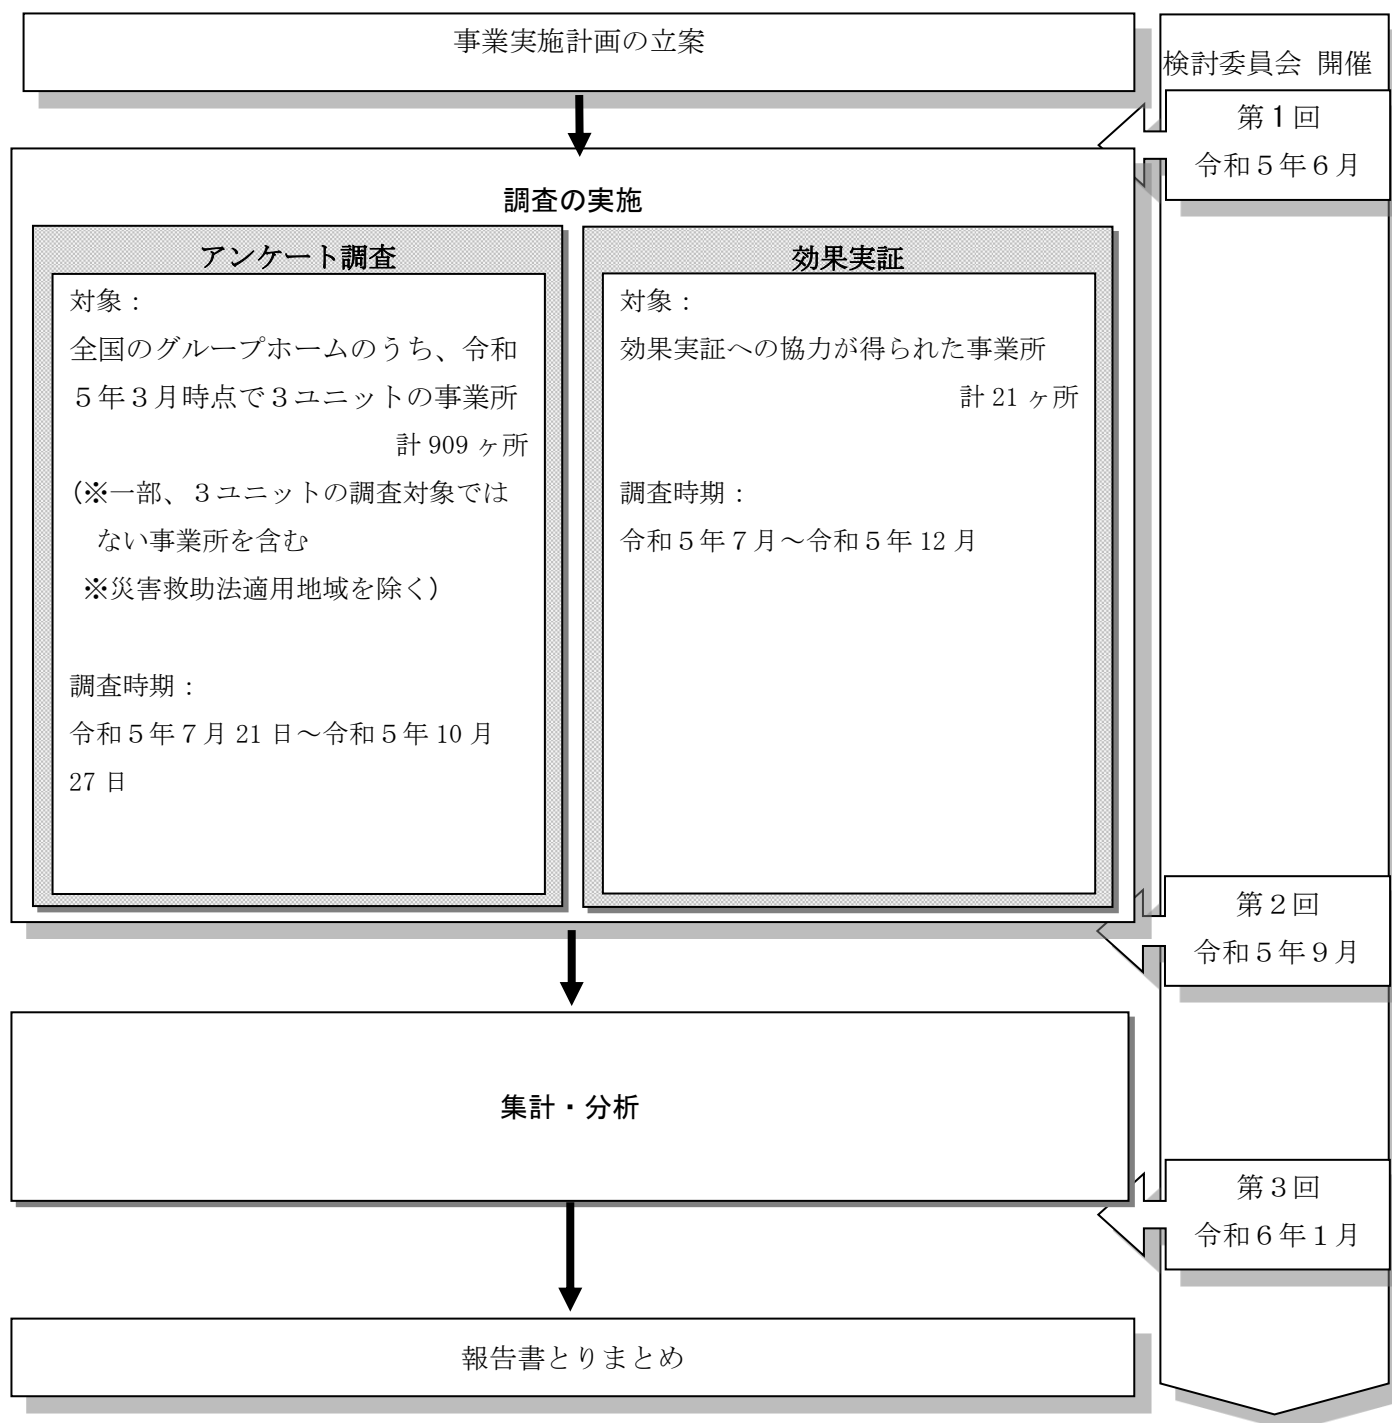 事業実施計画の立案
検討委員会 開催
第1回
令和5年6月
調査の実施
アンケート調査
対象：
全国のグループホームのうち、令和
５年３月時点で３ユニットの事業所
計 909 ヶ所
(※一部、３ユニットの調査対象では
ない事業所を含む
※災害救助法適用地域を除く)
調査時期：
令和５年７月 21 日～令和５年 10 月
27 日
効果実証
対象：
効果実証への協力が得られた事業所
計 21 ヶ所
調査時期：
令和５年７月～令和５年 12 月
第２回
令和５年９月
集計・分析
第３回
令和６年１月
報告書とりまとめ